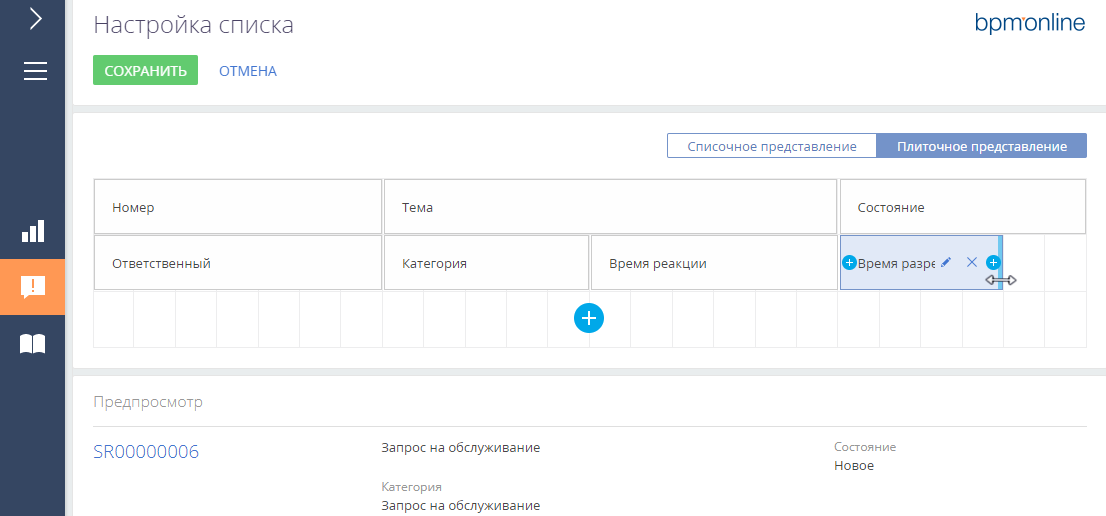 Настройка списка
bpmonline
СОХРАНИТЬ ОТМЕНА
Списочное представление Плиточное представление
Номер Тема Состояние
Ответственный Категория Время реакции Время разре
Предпросмотр
SR00000006 Запрос на обслуживание Состояние
Новое
Категория
Запрос на обслуживание